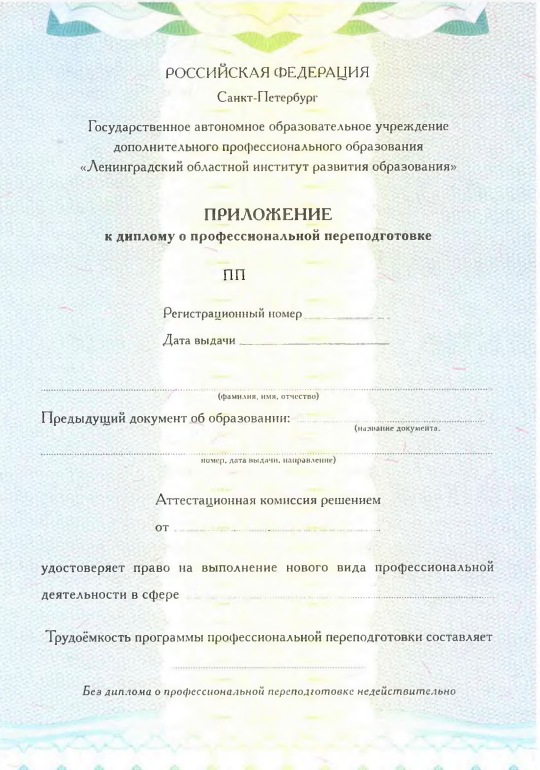 РОССИЙСКАЯ ФЕДЕРАЦИЯ
Санкт-Петербург
Государственное автономное образовательное учреждение
дополнительного профессионального образования
«Ленинградский областной институт развития образования»
ПРИЛОЖЕНИЕ
к диплому о профессиональной переподготовке
ПП
Регистрационный номер
Дата выдачи
(фамилия, имя, отчество)
Предыдущий документ об образовании:
(название документа,
номер, дата выдачи, направление)
Аттестационная комиссия решением
от
удостоверяет право на выполнение нового вида профессиональной
деятельности в сфере
Трудоёмкость программы профессиональной переподготовки составляет
Без диплома о профессиональной переподготовке недействительно